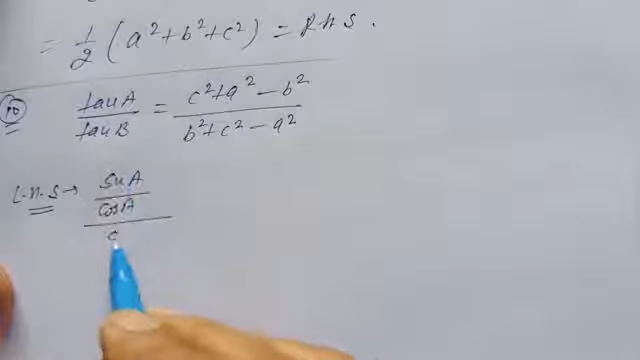 = 1/2 (a²+b²+c²) = RHS.
10 tanA/tanB = c²+a²-b²/b²+c²-a²
L.H.S → sinA
cosA